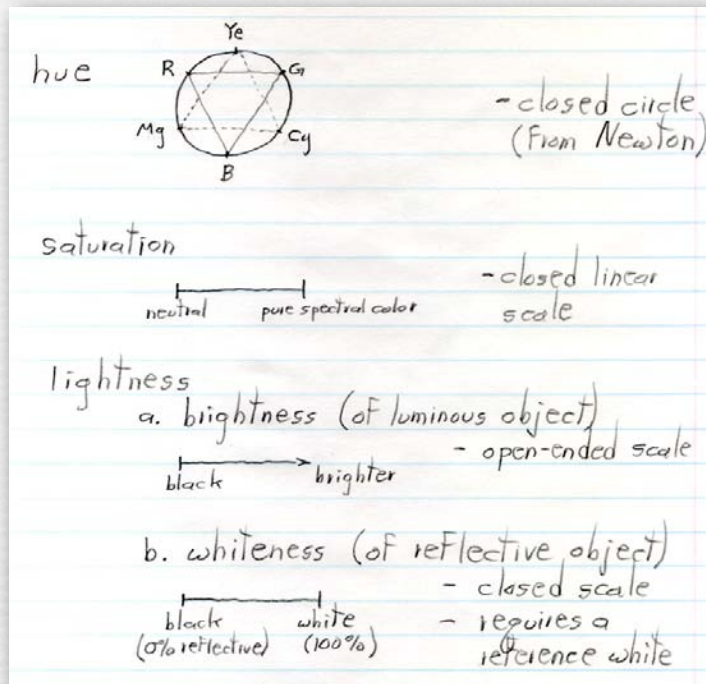 Ye
hue
R
G
Mg
Cy
B
- closed circle
(From Newton)
saturation
neutral
pure spectral color
- closed linear
scale
lightness
a. brightness (of luminous object)
- open-ended scale
black
brighter
b. whiteness (of reflective object)
- closed scale
black
white
- requires a
(0% reflective)
(100%)
reference white